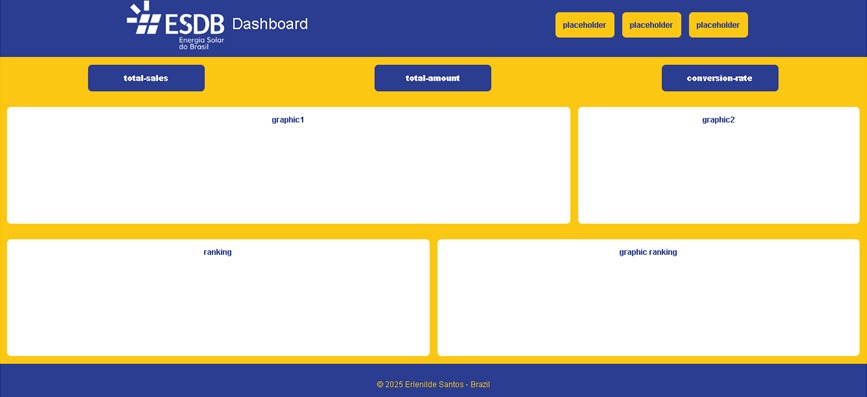 ESDB
Energia Solar
do Brasil
Dashboard
placeholder
placeholder
placeholder
total-sales
total-amount
conversion-rate
graphic1
graphic2
ranking
graphic ranking
© 2025 Erlenilde Santos - Brazil